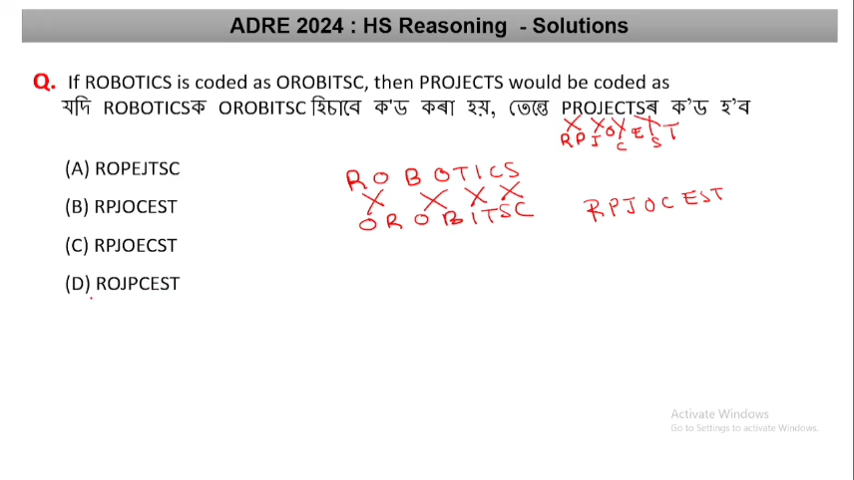 ADRE 2024 : HS Reasoning - Solutions
Q. If ROBOTICS is coded as OROBITSC, then PROJECTS would be coded as
যদি ROBOTICSক OROBITSC হিচাবে ক'ড কৰা হয়, তেন্তে PROJECTSৰ ক'ড হ'ব
R P J O C E S T
(A) ROPEJTSC
ROBOTICS
(B) RPJOCEST
OROBITSC
RPJOCEST
(C) RPJOECST
(D) ROJPCEST
Activate Windows
Go to Settings to activate Windows.